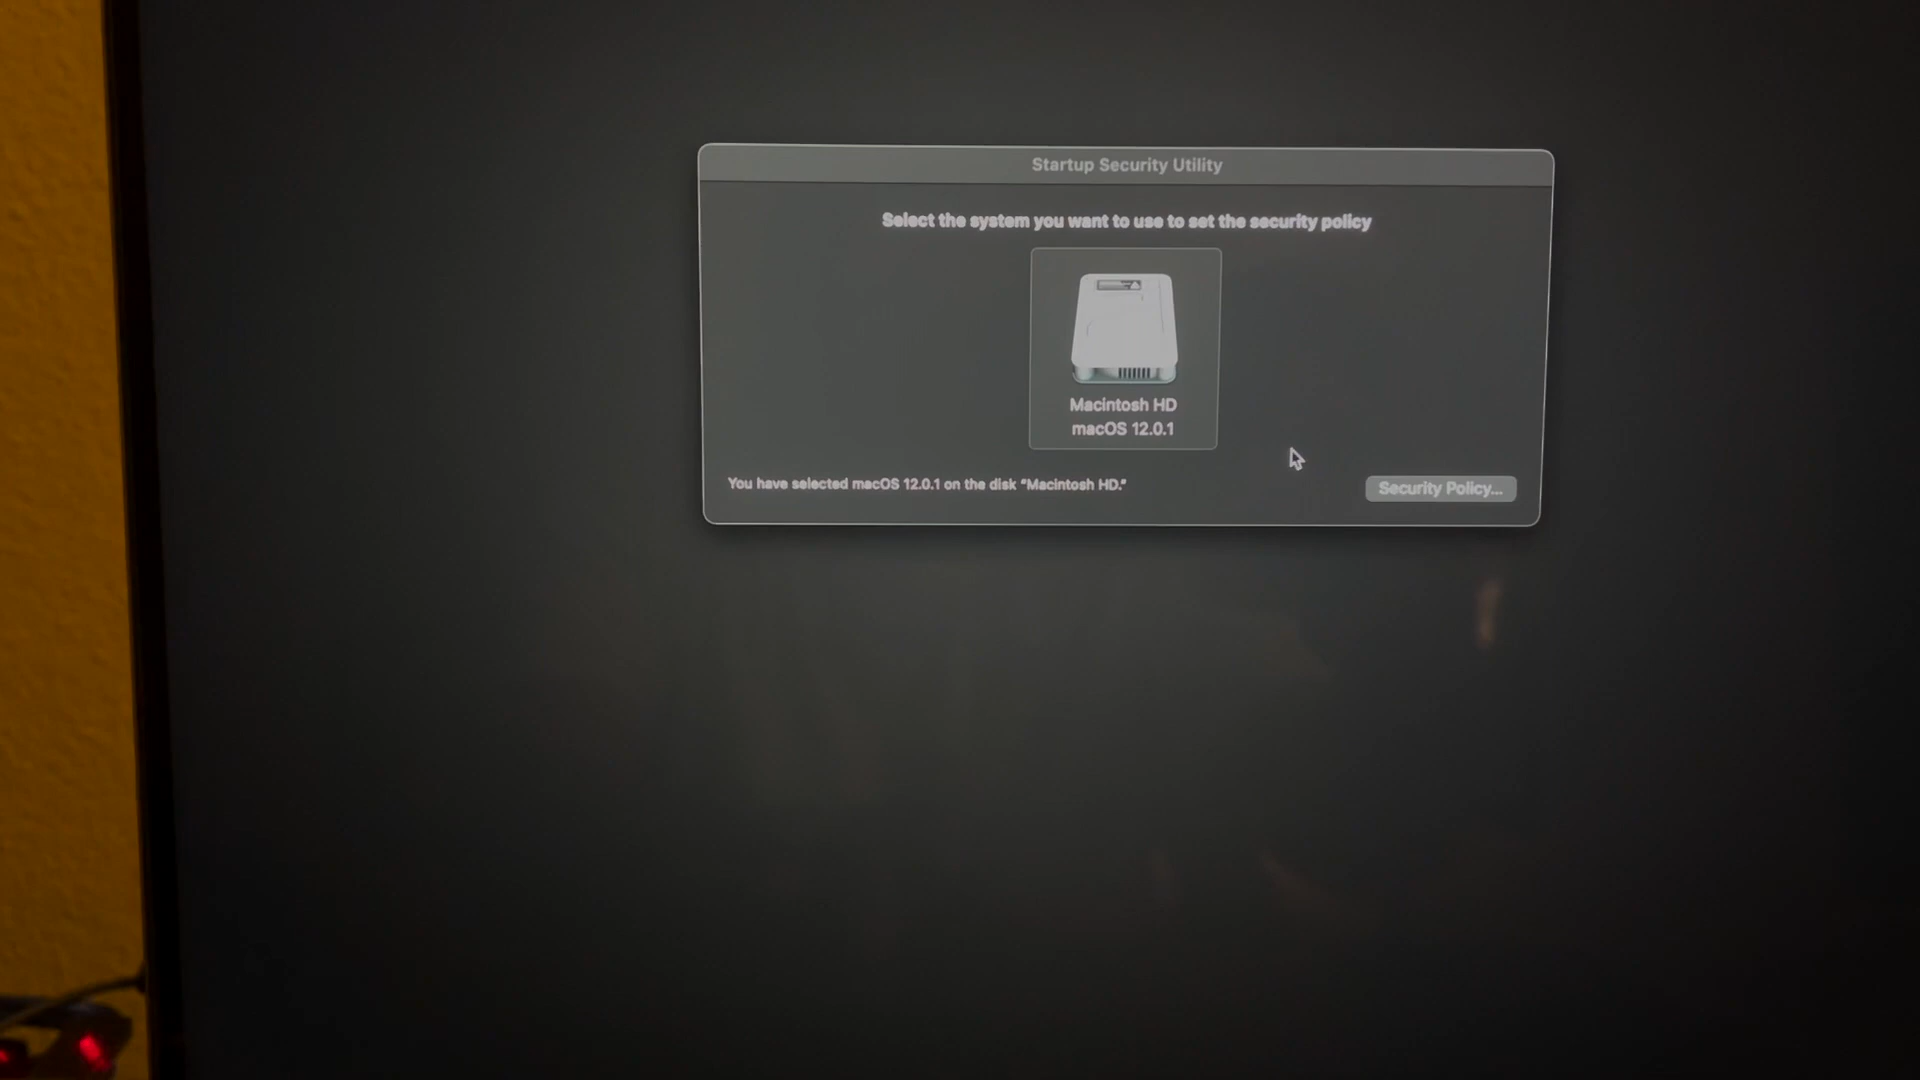 Startup Security Utility
Select the system you want to use to set the security policy
Macintosh HD
macOS 12.0.1
You have selected macOS 12.0.1 on the disk “Macintosh HD.”
Security Policy...